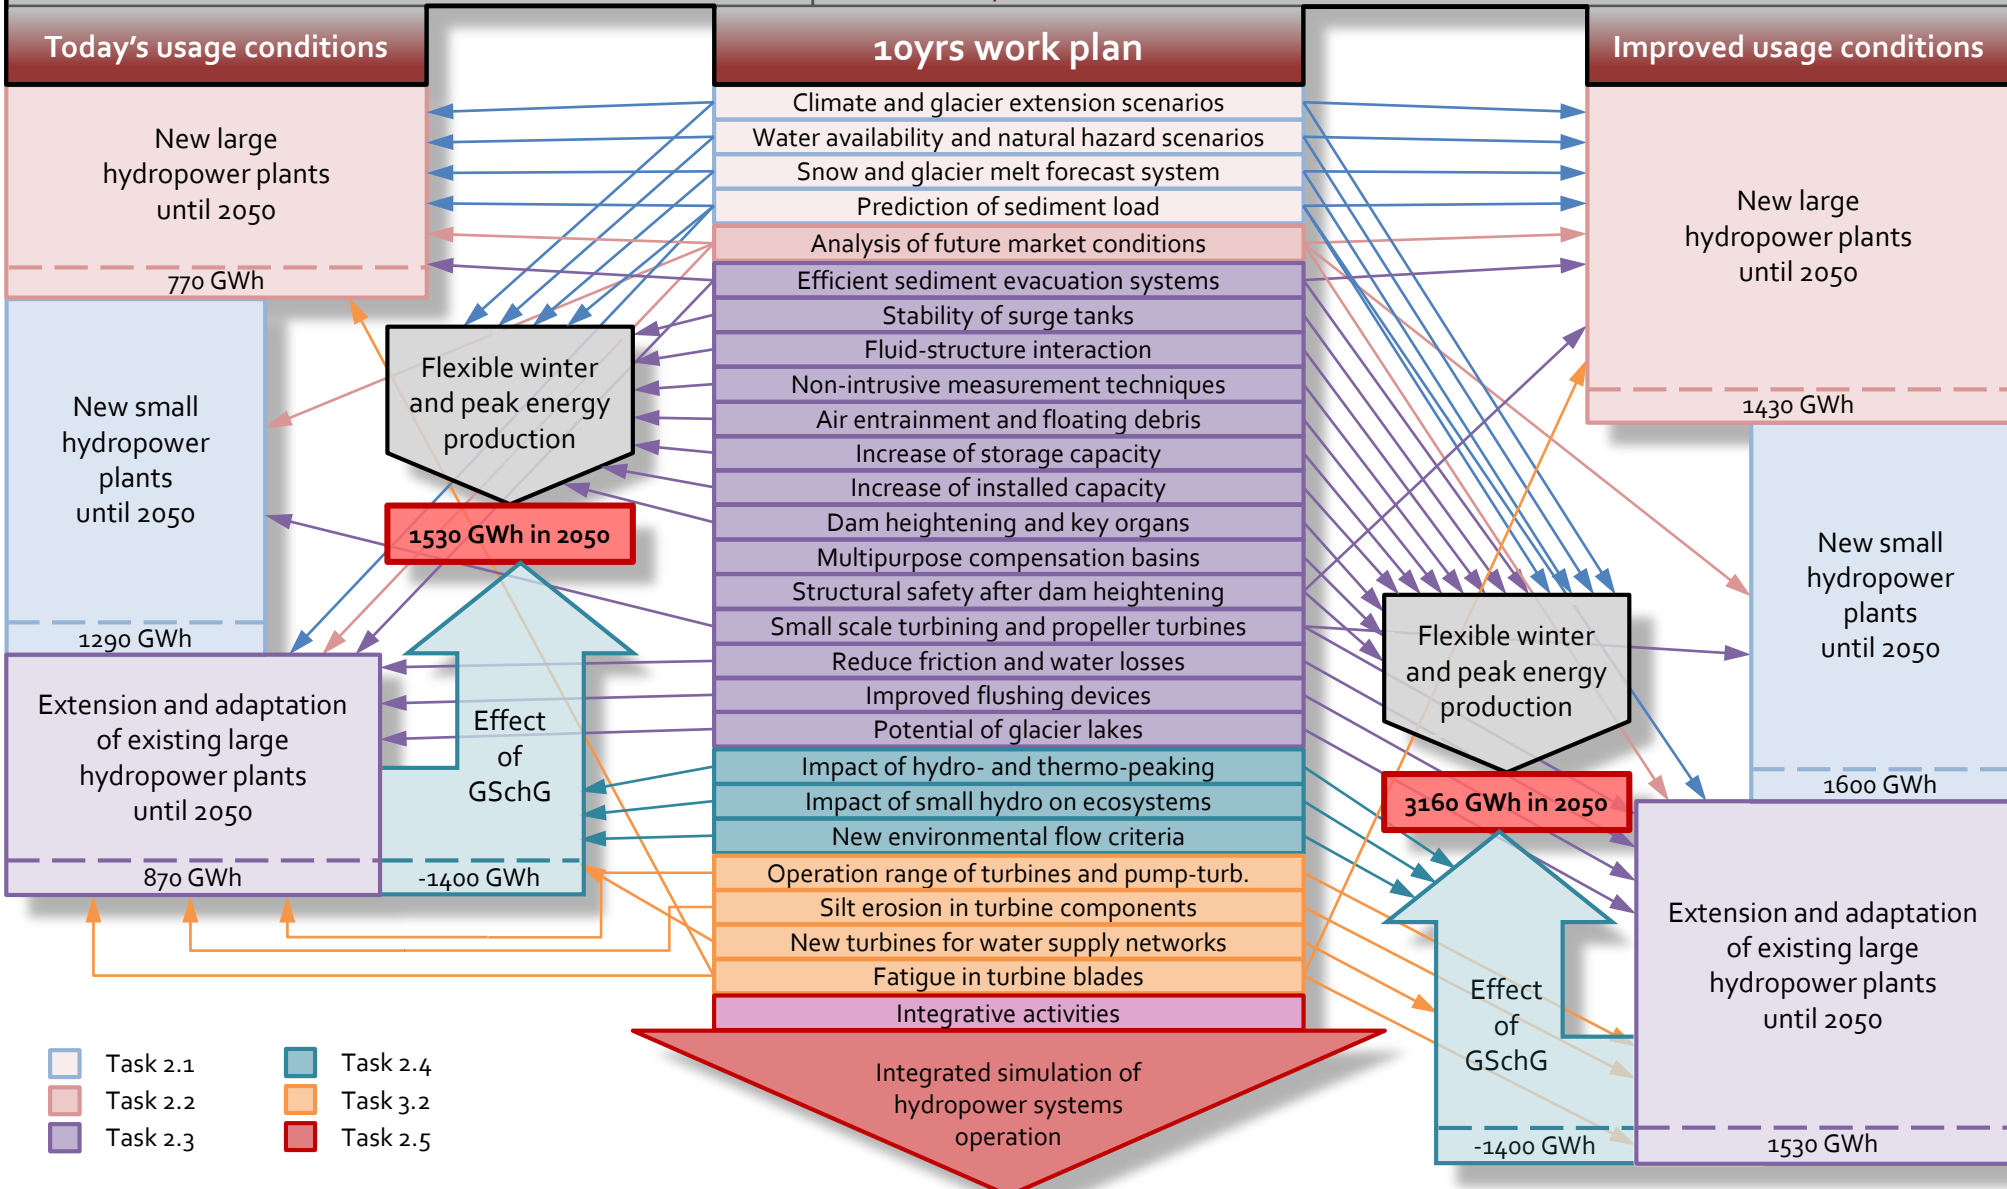 Today's usage conditions
10yrs work plan
Improved usage conditions
New large
hydropower plants
until 2050
770 GWh
New small
hydropower
plants
until 2050
1290 GWh
Extension and adaptation
of existing large
hydropower plants
until 2050
870 GWh
Flexible winter
and peak energy
production
1530 GWh in 2050
Effect
of
GSchG
-1400 GWh
Climate and glacier extension scenarios
Water availability and natural hazard scenarios
Snow and glacier melt forecast system
Prediction of sediment load
Analysis of future market conditions
Efficient sediment evacuation systems
Stability of surge tanks
Fluid-structure interaction
Non-intrusive measurement techniques
Air entrainment and floating debris
Increase of storage capacity
Increase of installed capacity
Dam heightening and key organs
Multipurpose compensation basins
Structural safety after dam heightening
Small scale turbining and propeller turbines
Reduce friction and water losses
Improved flushing devices
Potential of glacier lakes
Impact of hydro- and thermo-peaking
Impact of small hydro on ecosystems
New environmental flow criteria
Operation range of turbines and pump-turb.
Silt erosion in turbine components
New turbines for water supply networks
Fatigue in turbine blades
Integrative activities
Integrated simulation of
hydropower systems
operation
New large
hydropower plants
until 2050
1430 GWh
New small
hydropower
plants
until 2050
1600 GWh
Flexible winter
and peak energy
production
3160 GWh in 2050
Effect
of
GSchG
-1400 GWh
Extension and adaptation
of existing large
hydropower plants
until 2050
1530 GWh
Task 2.1
Task 2.2
Task 2.3
Task 2.4
Task 3.2
Task 2.5